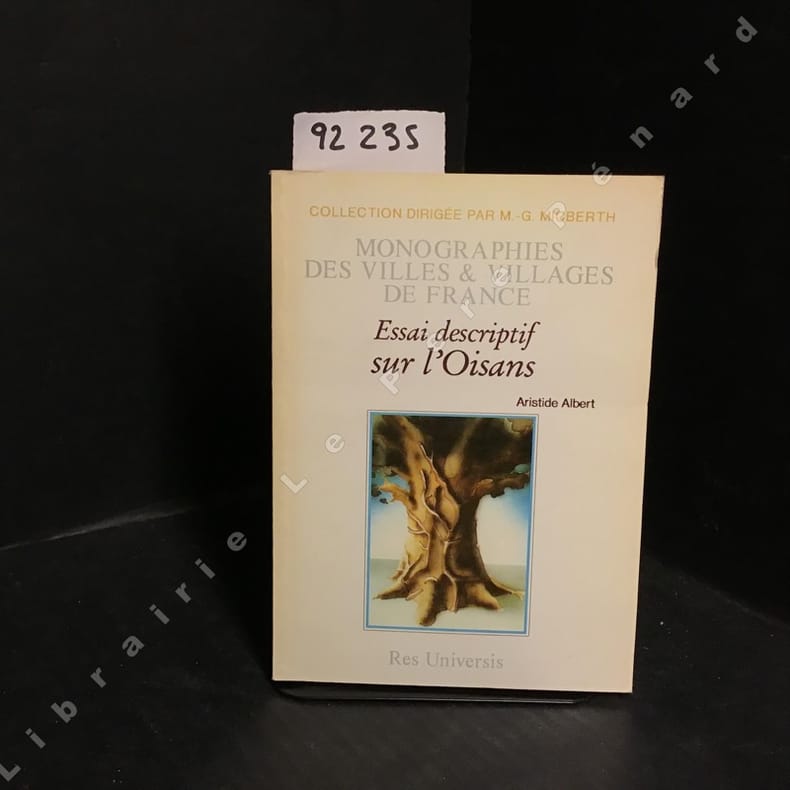 92 235
COLLECTION DIRIGÉE PAR M.-G. MICBERTH
MONOGRAPHIES
DES VILLES & VILLAGES
DE FRANCE
Essai descriptif
sur l'Oisans
Aristide Albert
Res Universis
Librairie Le Père Pénard